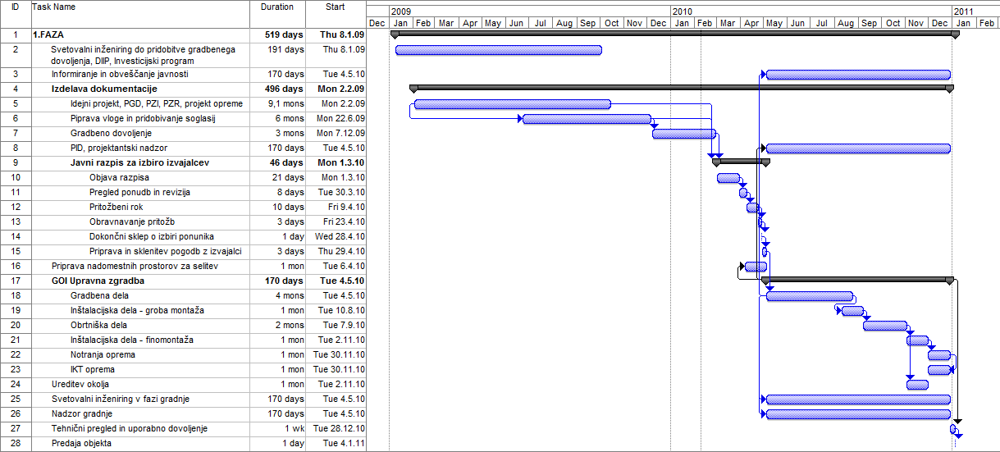 ID Task Name Duration Start 2009 2010 2011
Dec Jan Feb Mar Apr May Jun Jul Aug Sep Oct Nov Dec Jan Feb Mar Apr May Jun Jul Aug Sep Oct Nov Dec Jan Feb
1 1.FAZA 519 days Thu 8.1.09
2 Svetovalni inženiring do pridobitve gradbenega 191 days Thu 8.1.09
dovoljenja, DIIP, Investicijski program
3 Informiranje in obveščanje javnosti 170 days Tue 4.5.10
4 Izdelava dokumentacije 496 days Mon 2.2.09
5 Idejni projekt, PGD, PZI, PZR, projekt opreme 9,1 mons Mon 2.2.09
6 Piprava vloge in pridobivanje soglasij 6 mons Mon 22.6.09
7 Gradbeno dovoljenje 3 mons Mon 7.12.09
8 PID, projektantski nadzor 170 days Tue 4.5.10
9 Javni razpis za izbiro izvajalcev 46 days Mon 1.3.10
10 Objava razpisa 21 days Mon 1.3.10
11 Pregled ponudb in revizija 8 days Tue 30.3.10
12 Pritožbeni rok 10 days Fri 9.4.10
13 Obravnavanje pritožb 3 days Fri 23.4.10
14 Dokončni sklep o izbiri ponunika 1 day Wed 28.4.10
15 Priprava in sklenitev pogodb z izvajalci 3 days Thu 29.4.10
16 Priprava nadomestnih prostorov za selitev 1 mon Tue 6.4.10
17 GOI Upravna zgradba 170 days Tue 4.5.10
18 Gradbena dela 4 mons Tue 4.5.10
19 Inštalacijska dela - groba montaža 1 mon Tue 10.8.10
20 Obrtniška dela 2 mons Tue 7.9.10
21 Inštalacijska dela - finomontaža 1 mon Tue 2.11.10
22 Notranja oprema 1 mon Tue 30.11.10
23 IKT oprema 1 mon Tue 30.11.10
24 Ureditev okolja 1 mon Tue 2.11.10
25 Svetovalni inženiring v fazi gradnje 170 days Tue 4.5.10
26 Nadzor gradnje 170 days Tue 4.5.10
27 Tehnični pregled in uporabno dovoljenje 1 wk Tue 28.12.10
28 Predaja objekta 1 day Tue 4.1.11